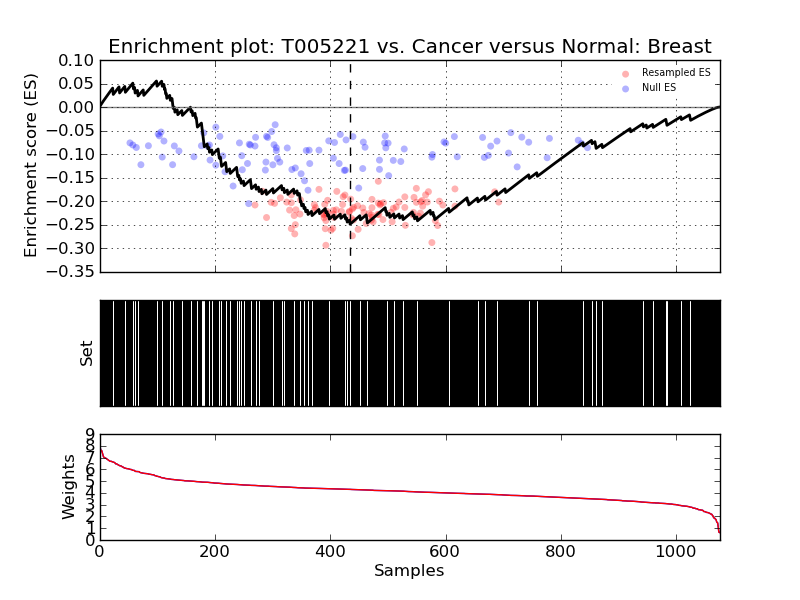 Enrichment plot: T005221 vs. Cancer versus Normal: Breast
Enrichment score (ES)
0.10
0.05
0.00
−0.05
−0.10
−0.15
−0.20
−0.25
−0.30
−0.35
Resampled ES
Null ES
Set
Weights
9
8
7
6
5
4
3
2
1
0
0 200 400 600 800 1000
Samples